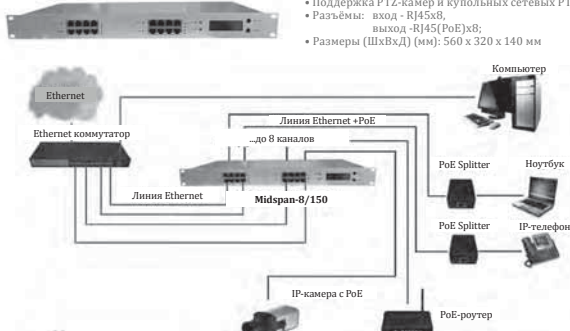 • Поддержка PTZ-камер и купольных сетевых PT
• Разъёмы: вход - RJ45x8,
выход -RJ45(PoE)x8;
• Размеры (ШхВхД) (мм): 560 x 320 x 140 мм
Компьютер
Ethernet
Линия Ethernet +PoE
Ethernet коммутатор
...до 8 каналов
PoE Splitter
Ноутбук
Линия Ethernet
Midspan-8/150
PoE Splitter
IP-телефон
IP-камера с PoE
PoE-роутер